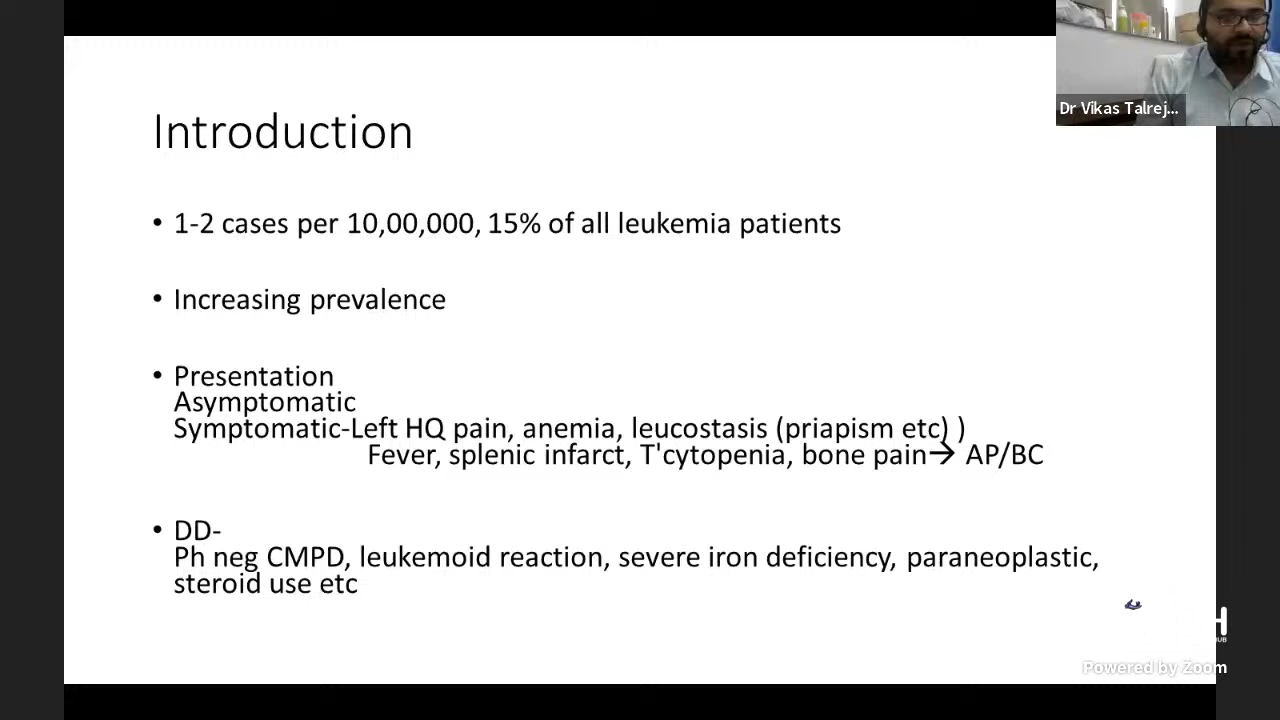 Dr Vikas Talrej...
Introduction
• 1-2 cases per 10,00,000, 15% of all leukemia patients
• Increasing prevalence
• Presentation
Asymptomatic
Symptomatic-Left HQ pain, anemia, leucostasis (priapism etc) )
Fever, splenic infarct, T'cytopenia, bone pain→ AP/BC
• DD-
Ph neg CMPD, leukemoid reaction, severe iron deficiency, paraneoplastic,
steroid use etc
H
UB
Powered by Zoom